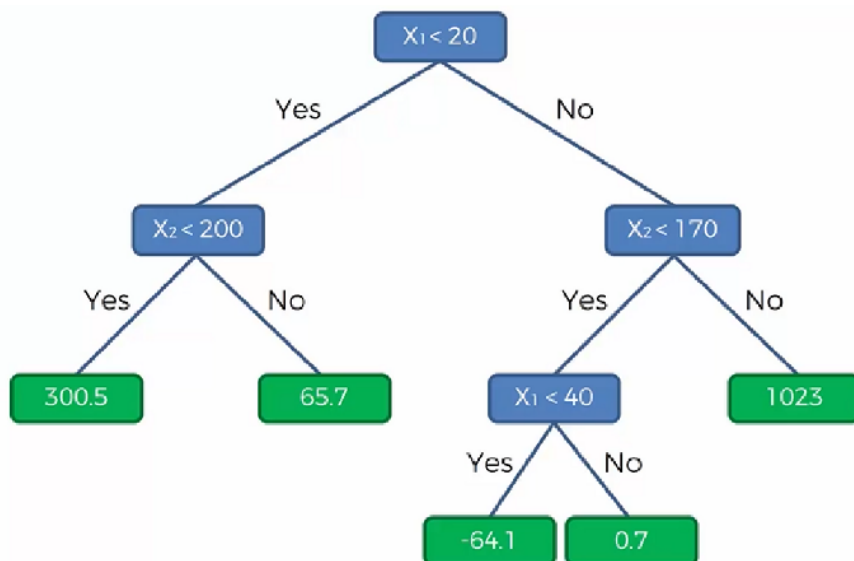 X₁ < 20
Yes
No
X₂ < 200
X₂ < 170
Yes
No
Yes
No
300.5
65.7
X₁ < 40
1023
Yes
No
-64.1
0.7